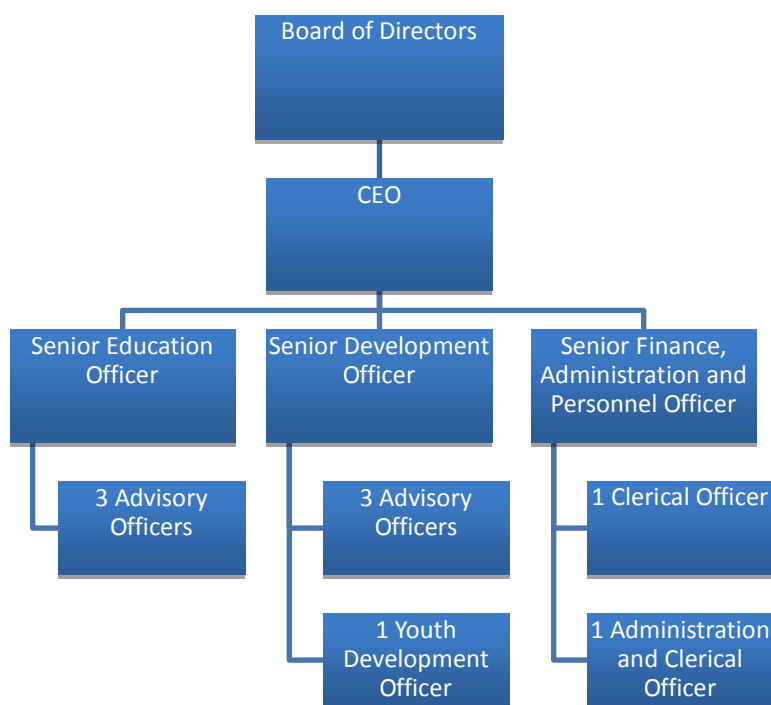 Board of Directors
CEO
Senior Education
Officer
Senior Development
Officer
Senior Finance,
Administration and
Personnel Officer
3 Advisory
Officers
3 Advisory
Officers
1 Clerical Officer
1 Youth
Development
Officer
1 Administration
and Clerical
Officer